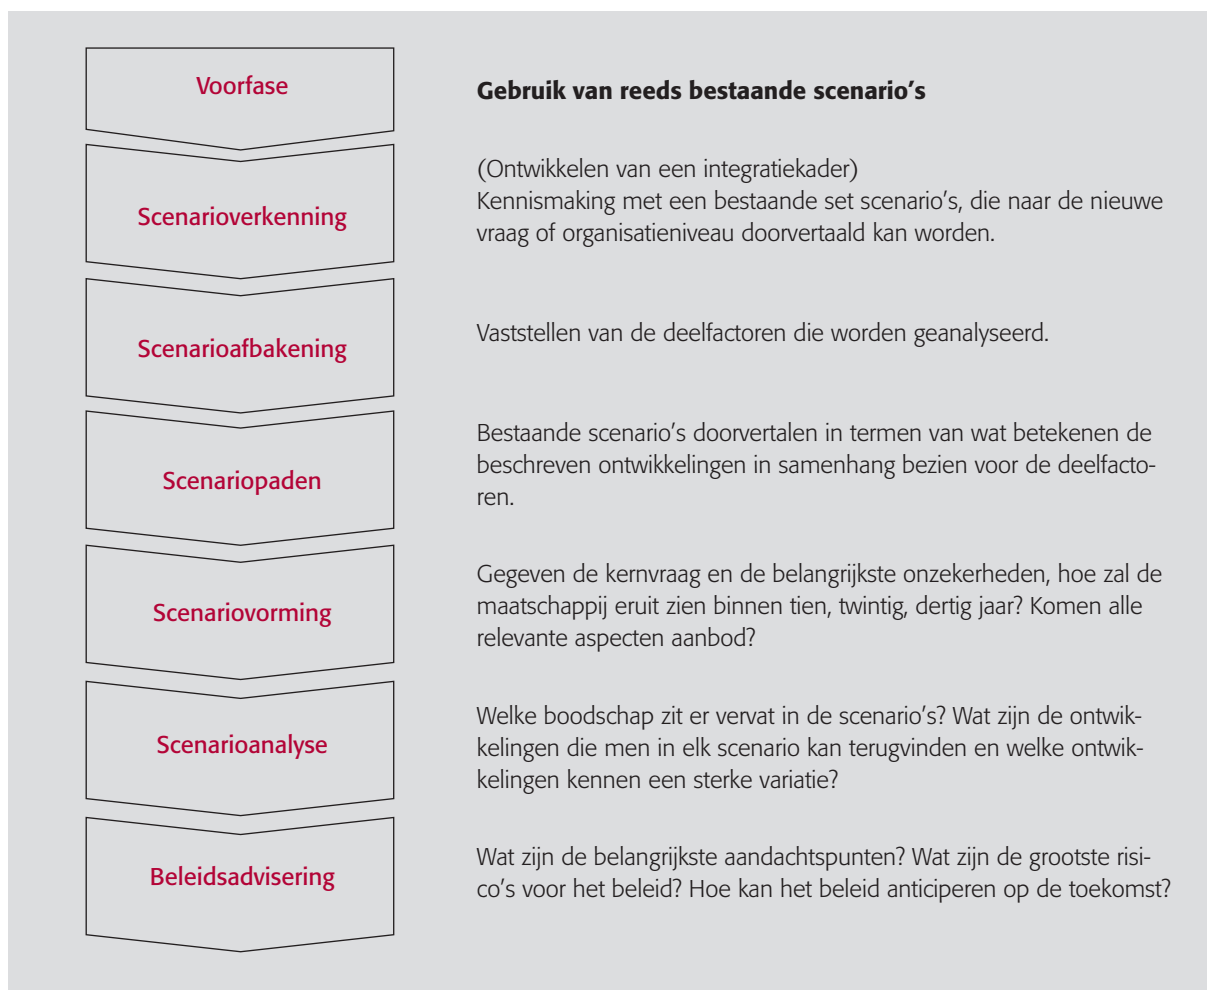 Voorfase
Gebruik van reeds bestaande scenario's
Scenarioverkenning
(Ontwikkelen van een integratiekader)
Kennismaking met een bestaande set scenario's, die naar de nieuwe
vraag of organisatieniveau doorvertaald kan worden.
Scenarioafbakening
Vaststellen van de deelfactoren die worden geanalyseerd.
Scenariopaden
Bestaande scenario's doorvertalen in termen van wat betekenen de
beschreven ontwikkelingen in samenhang bezien voor de deelfacto-
ren.
Scenariovorming
Gegeven de kernvraag en de belangrijkste onzekerheden, hoe zal de
maatschappij eruit zien binnen tien, twintig, dertig jaar? Komen alle
relevante aspecten aanbod?
Scenarioanalyse
Welke boodschap zit er vervat in de scenario's? Wat zijn de ontwik-
kelingen die men in elk scenario kan terugvinden en welke ontwik-
kelingen kennen een sterke variatie?
Beleidsadvisering
Wat zijn de belangrijkste aandachtspunten? Wat zijn de grootste risi-
co's voor het beleid? Hoe kan het beleid anticiperen op de toekomst?